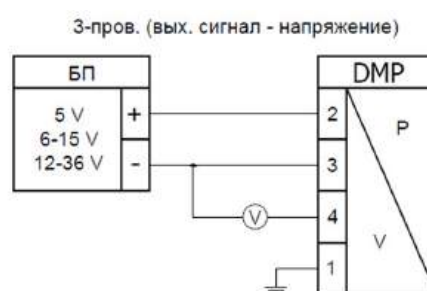 3-пров. (вых. сигнал - напряжение)
БП
DMP
5 V
6-15 V
12-36 V
+
-
2
3
4
1
P
V
V